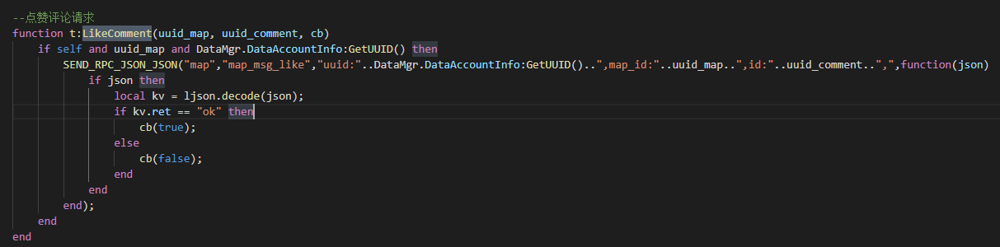 --点赞评论请求
function t:LikeComment(uuid_map, uuid_comment, cb)
if self and uuid_map and DataMgr.DataAccountInfo:GetUUID() then
SEND_RPC_JSON_JSON("map","map_msg_like","uuid:"..DataMgr.DataAccountInfo:GetUUID()..",map_id:"..uuid_map..",id:"..uuid_comment..",",function(json)
if json then
local kv = ljson.decode(json);
if kv.ret == "ok" then
cb(true);
else
cb(false);
end
end
end);
end
end